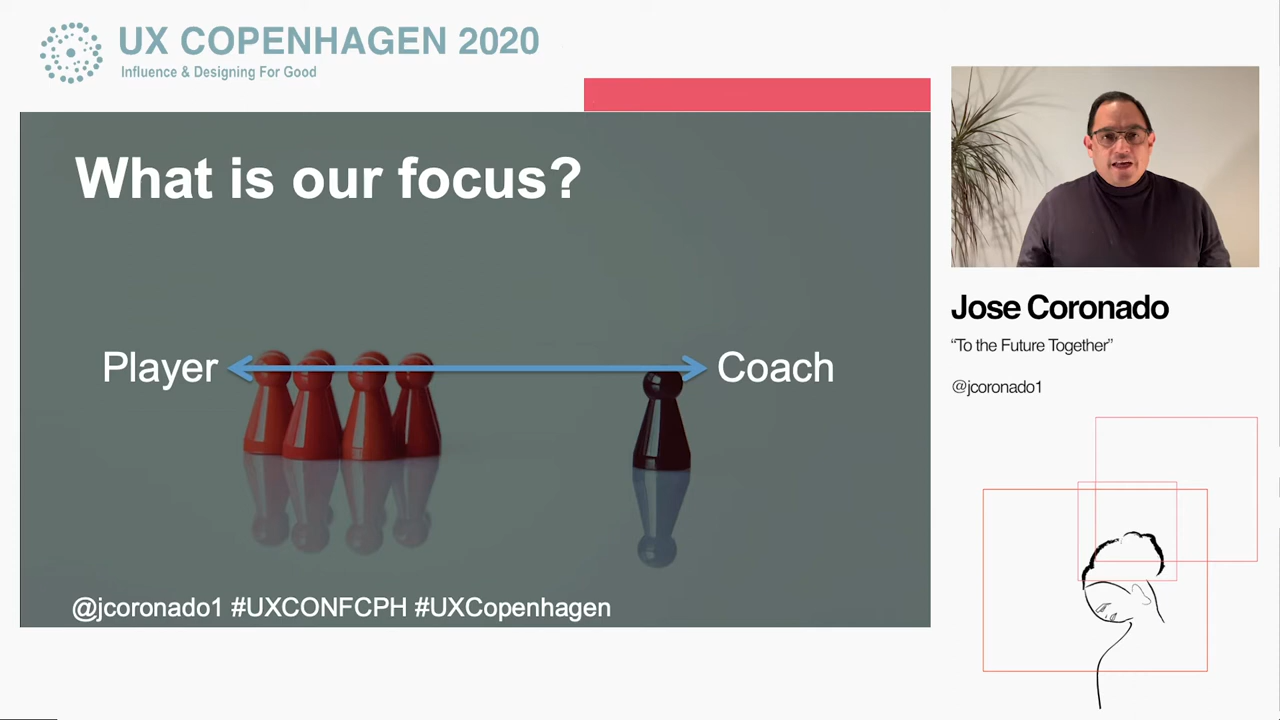 UX COPENHAGEN 2020
Influence & Designing For Good
What is our focus?
Player
Coach
@jcoronado1 #UXCONFCPH #UXCopenhagen
Jose Coronado
“To the Future Together”
@jcoronado1